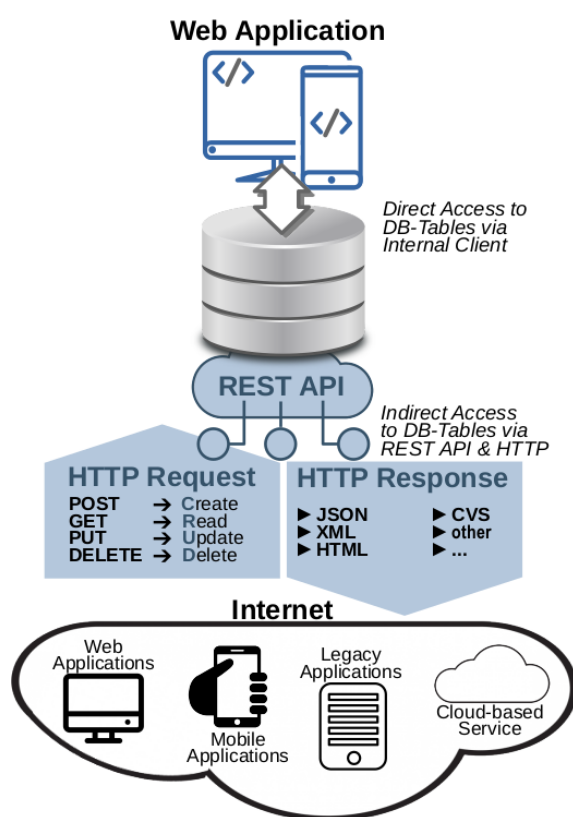 Web Application
</>
</>
Direct Access to
DB-Tables via
Internal Client
REST API
Indirect Access
to DB-Tables via
REST API & HTTP
HTTP Request
POST ➔ Create
GET ➔ Read
PUT ➔ Update
DELETE ➔ Delete
HTTP Response
► JSON ► CVS
► XML ► other
► HTML ► ...
Internet
Web
Applications
Mobile
Applications
Legacy
Applications
Cloud-based
Service